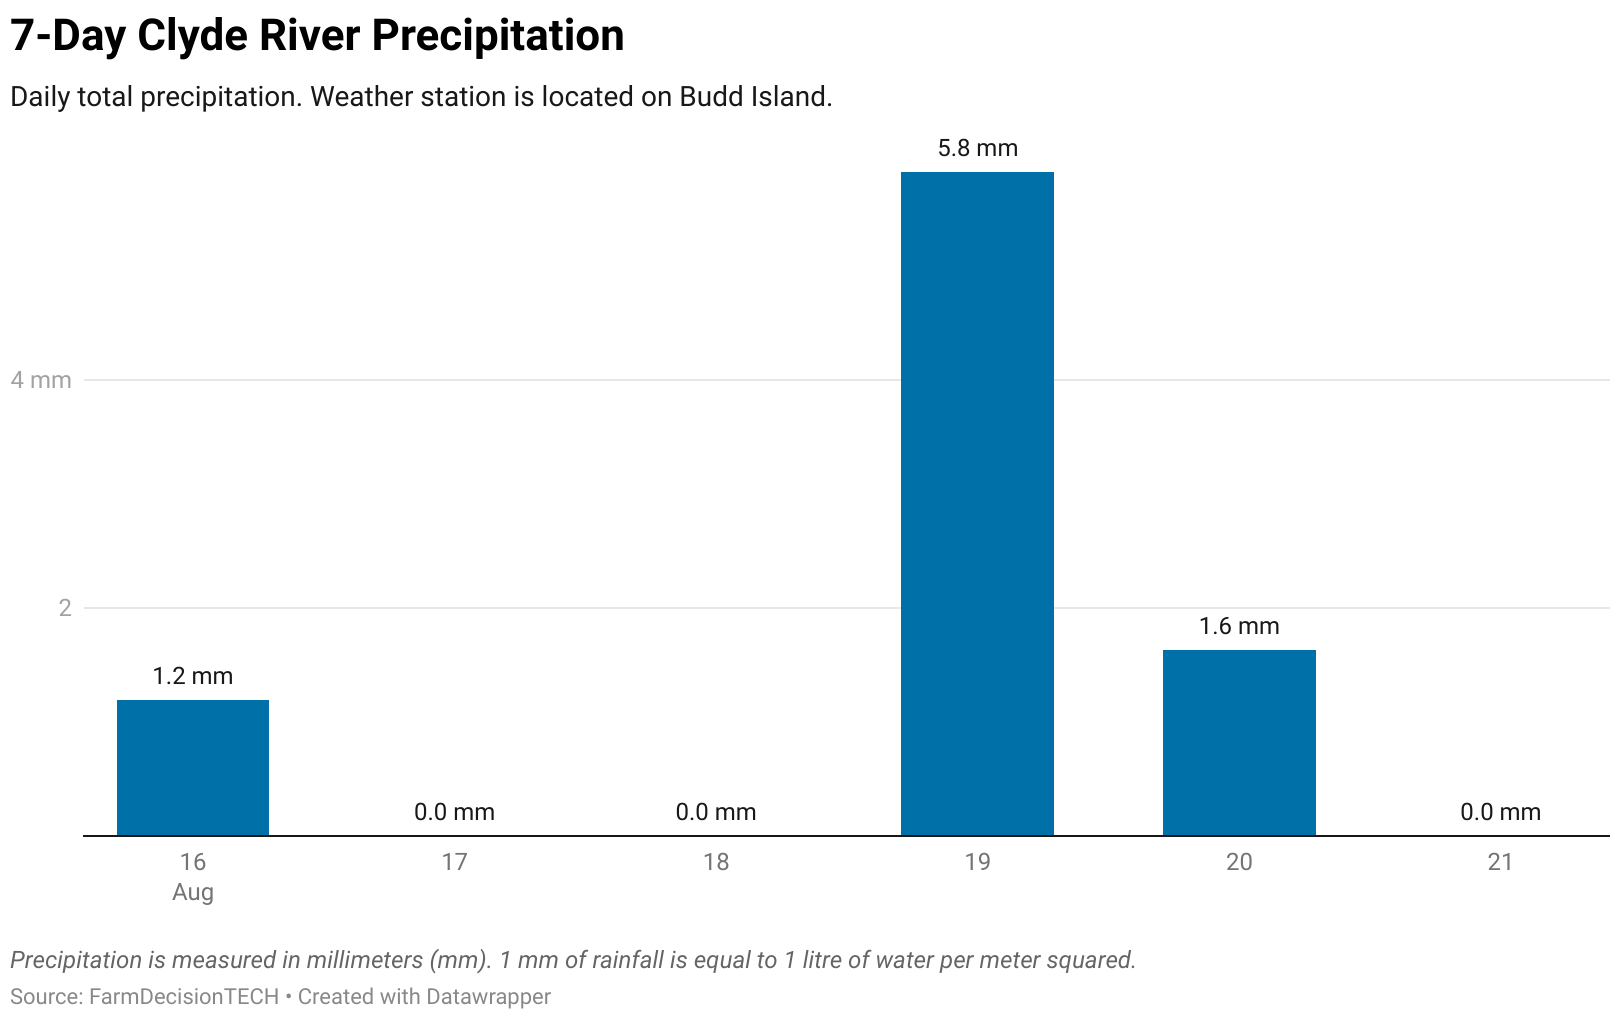 7-Day Clyde River Precipitation
Daily total precipitation. Weather station is located on Budd Island.
5.8 mm
4 mm
2
1.6 mm
1.2 mm
0.0 mm
0.0 mm
0.0 mm
16
17
18
19
20
21
Aug
Precipitation is measured in millimeters (mm). 1 mm of rainfall is equal to 1 litre of water per meter squared.
Source: FarmDecisionTECH • Created with Datawrapper